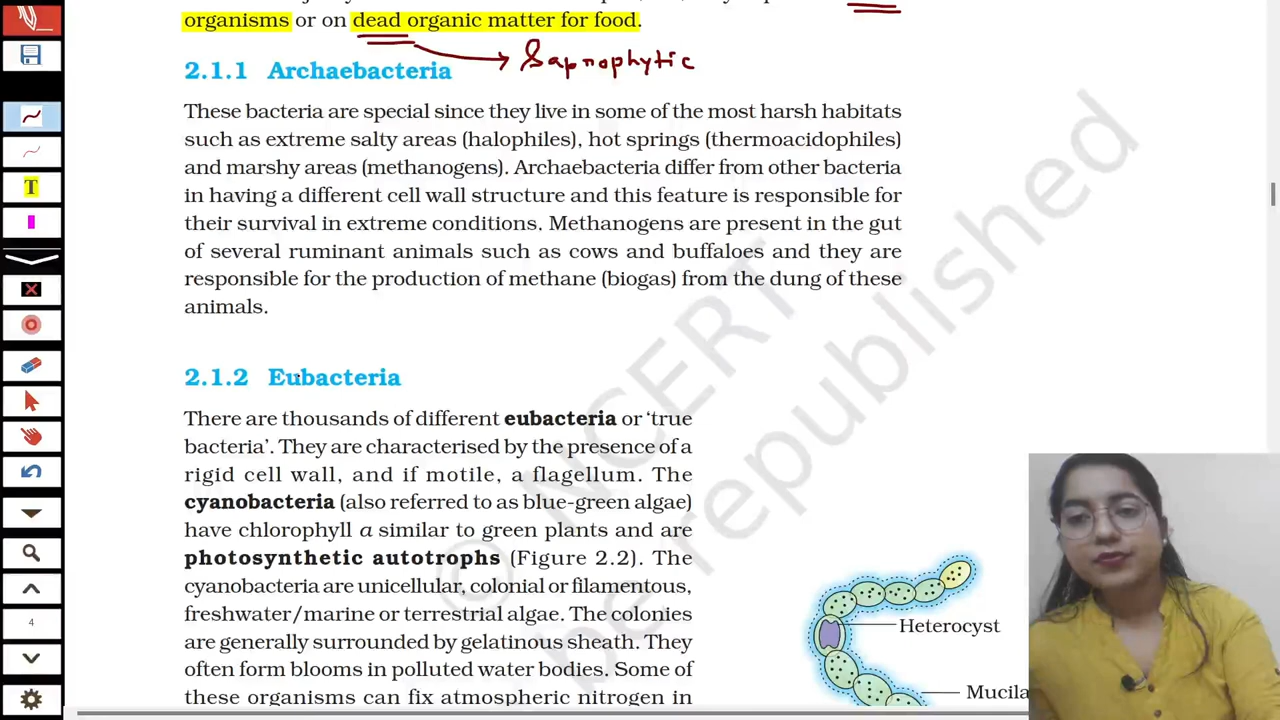 organisms or on dead organic matter for food.
Saprophytic
2.1.1 Archaebacteria
These bacteria are special since they live in some of the most harsh habitats
such as extreme salty areas (halophiles), hot springs (thermoacidophiles)
and marshy areas (methanogens). Archaebacteria differ from other bacteria
in having a different cell wall structure and this feature is responsible for
their survival in extreme conditions. Methanogens are present in the gut
of several ruminant animals such as cows and buffaloes and they are
responsible for the production of methane (biogas) from the dung of these
animals.
2.1.2 Eubacteria
There are thousands of different eubacteria or ‘true
bacteria’. They are characterised by the presence of a
rigid cell wall, and if motile, a flagellum. The
cyanobacteria (also referred to as blue-green algae)
have chlorophyll a similar to green plants and are
photosynthetic autotrophs (Figure 2.2). The
cyanobacteria are unicellular, colonial or filamentous,
freshwater/marine or terrestrial algae. The colonies
are generally surrounded by gelatinous sheath. They
often form blooms in polluted water bodies. Some of
these organisms can fix atmospheric nitrogen in
Heterocyst
Mucila
© NCERT
be republished
T
4